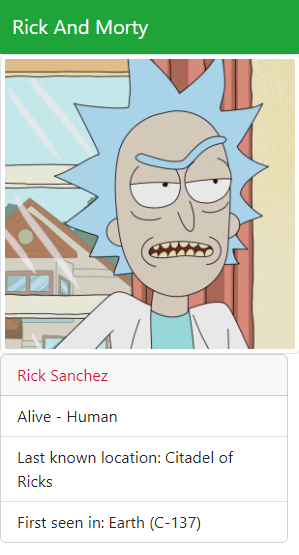 Rick And Morty
Rick Sanchez
Alive - Human
Last known location: Citadel of
Ricks
First seen in: Earth (C-137)